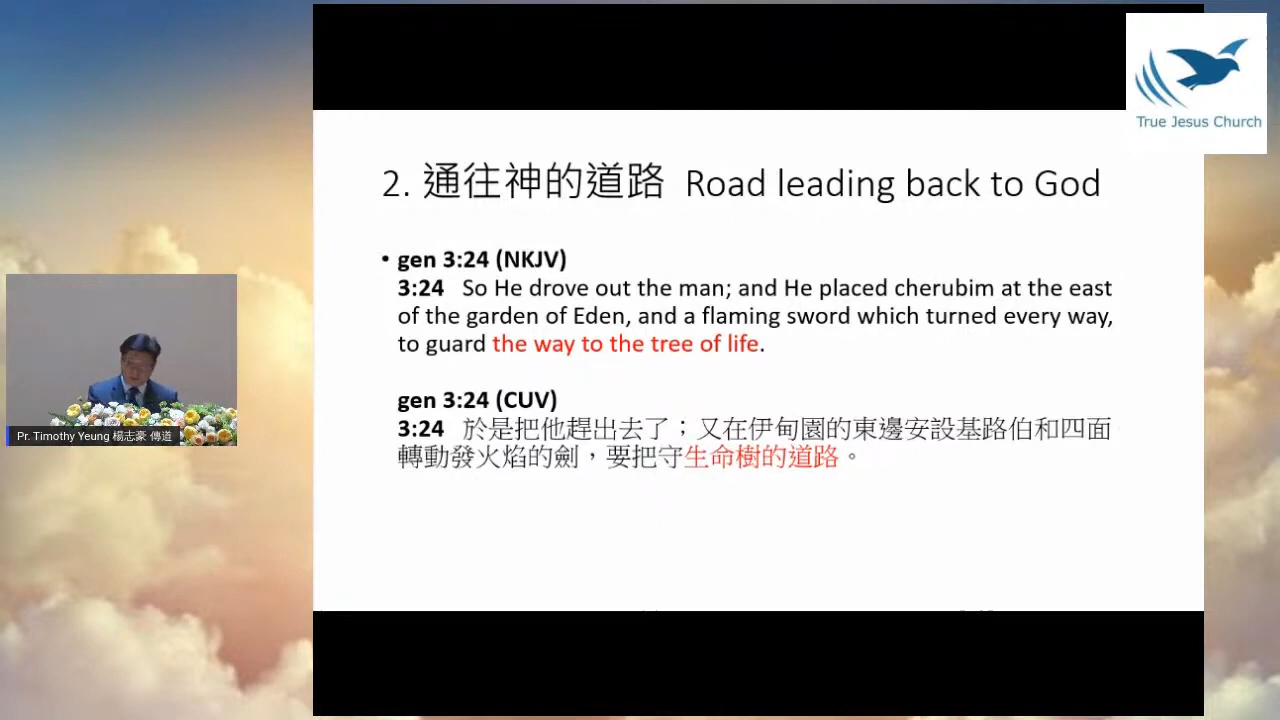 True Jesus Church
2. 通往神的道路 Road leading back to God
• gen 3:24 (NKJV)
3:24 So He drove out the man; and He placed cherubim at the east
of the garden of Eden, and a flaming sword which turned every way,
to guard the way to the tree of life.
gen 3:24 (CUV)
3:24 於是把他趕出去了；又在伊甸園的東邊安設基路伯和四面
轉動發火焰的劍，要把守生命樹的道路。
Pr. Timothy Yeung 楊志豪 傳道